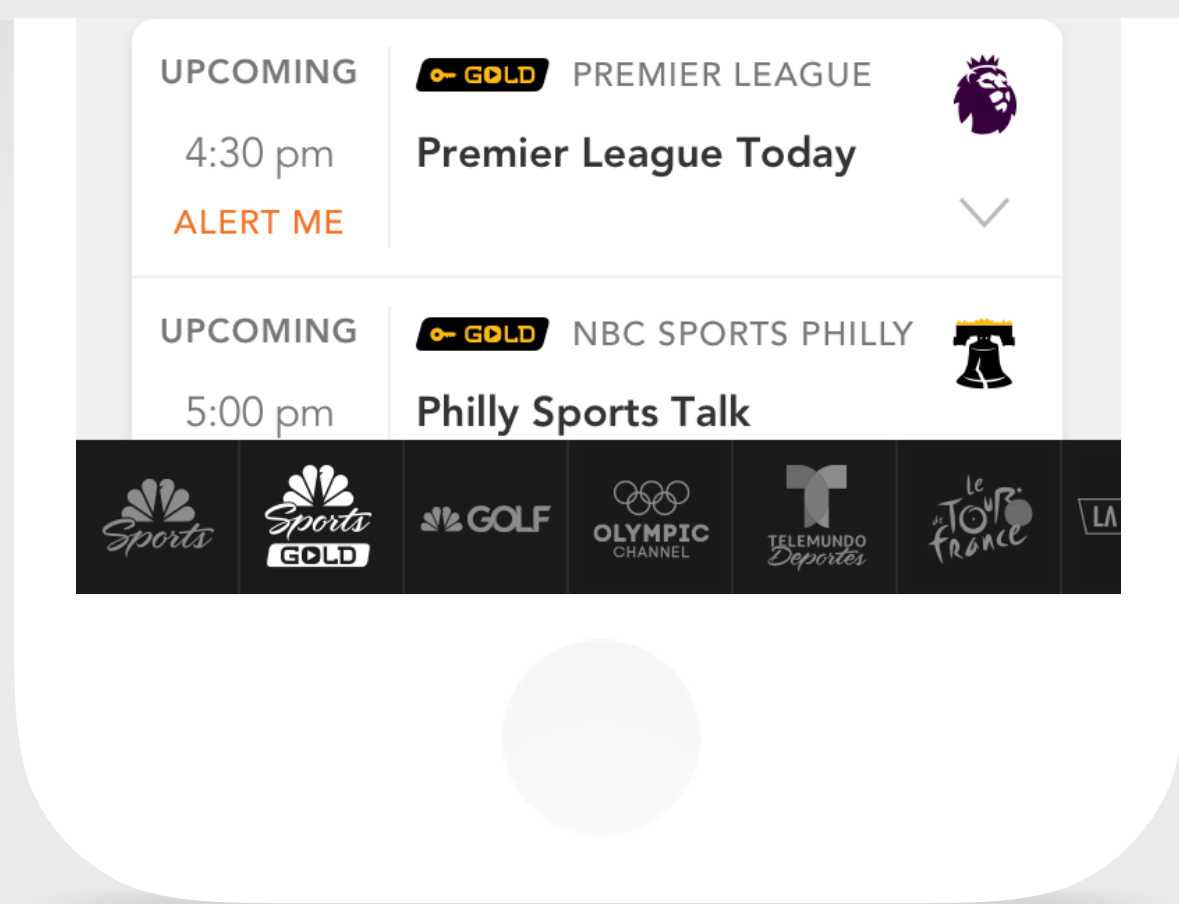 UPCOMING
GOLD PREMIER LEAGUE
4:30 pm
Premier League Today
ALERT ME
UPCOMING
GOLD NBC SPORTS PHILLY
5:00 pm
Philly Sports Talk
Sports
Sports
GOLD
GOLF
OLYMPIC
CHANNEL
TELEMUNDO
Deportes
le
TOUR
de
france
LA